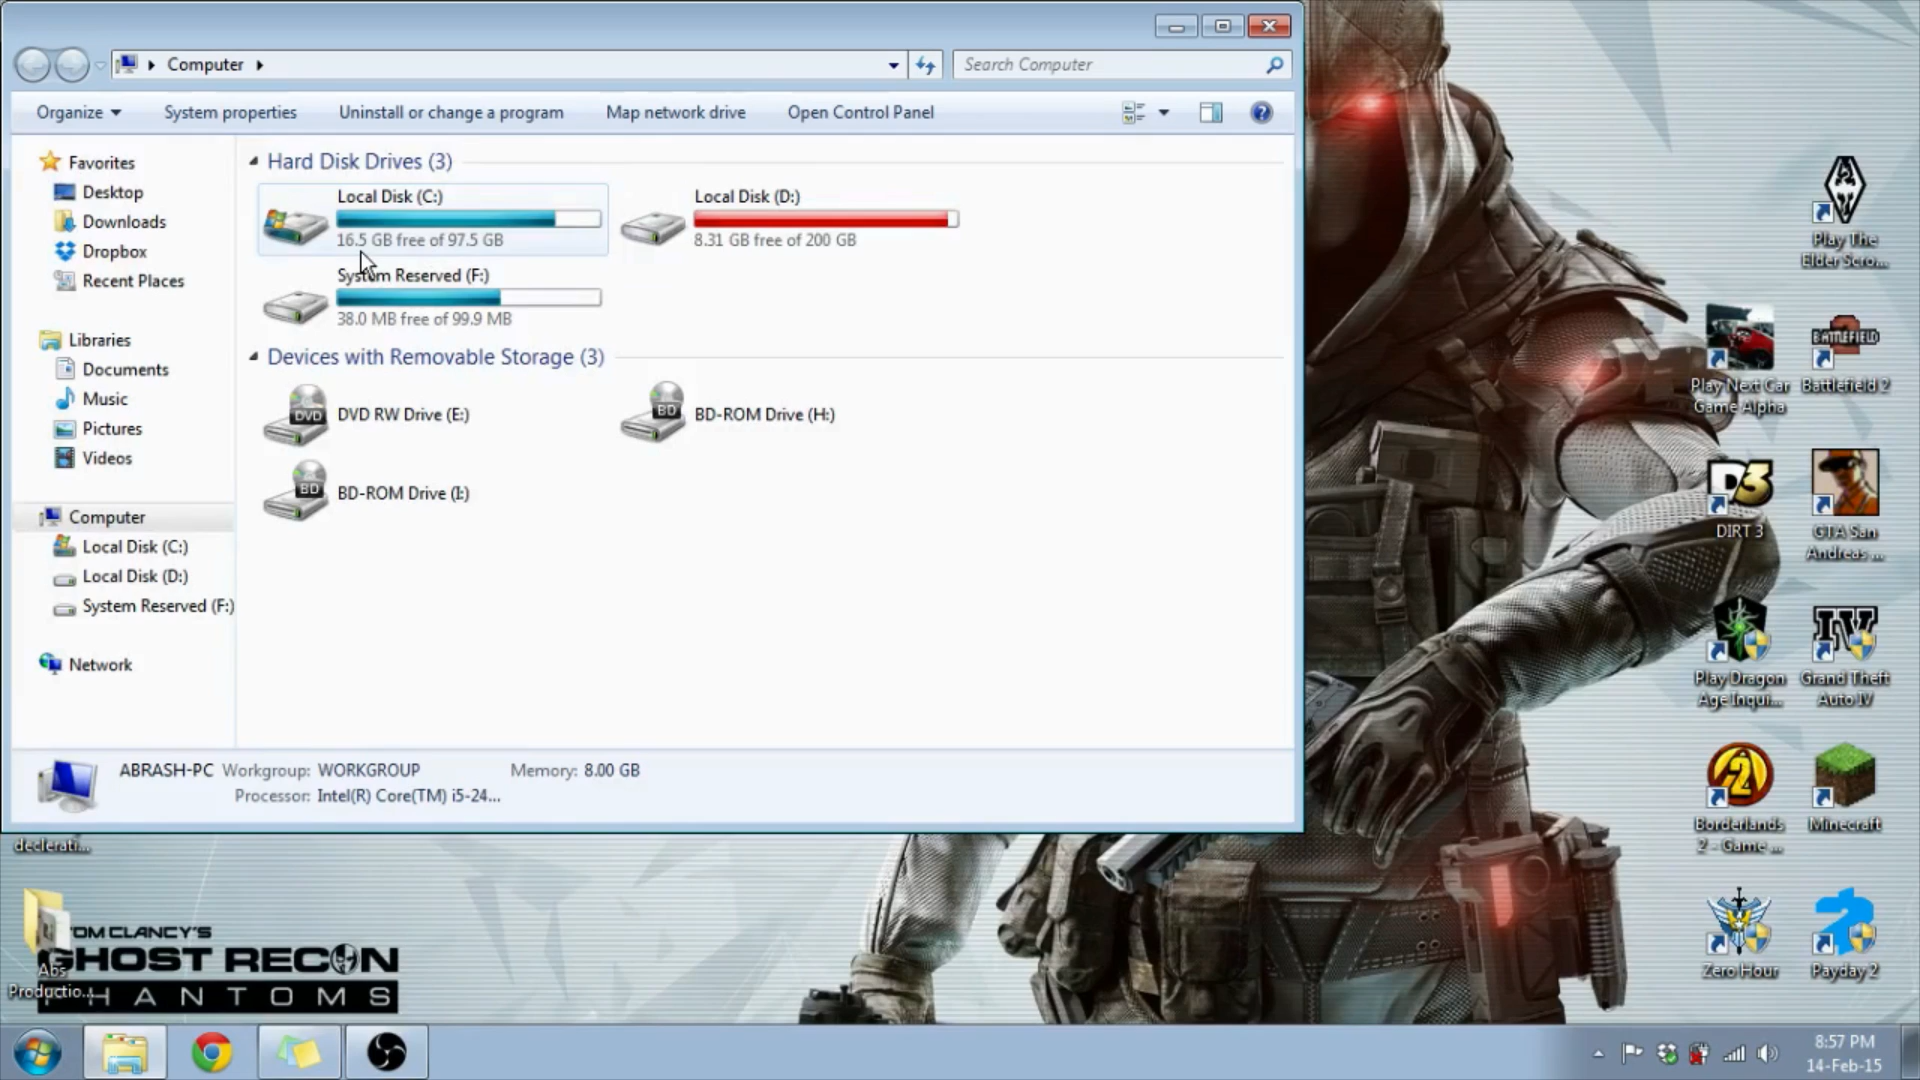 Computer
Search Computer
Organize
System properties
Uninstall or change a program
Map network drive
Open Control Panel
Favorites
Desktop
Downloads
Dropbox
Recent Places
Libraries
Documents
Music
Pictures
Videos
Computer
Local Disk (C:)
Local Disk (D:)
System Reserved (F:)
Network
Hard Disk Drives (3)
Local Disk (C:)
16.5 GB free of 97.5 GB
Local Disk (D:)
8.31 GB free of 200 GB
System Reserved (F:)
38.0 MB free of 99.9 MB
Devices with Removable Storage (3)
DVD
DVD RW Drive (E:)
BD
BD-ROM Drive (H:)
BD
BD-ROM Drive (I:)
ABRASH-PC Workgroup: WORKGROUP Memory: 8.00 GB
Processor: Intel(R) Core(TM) i5-24...
Play The
Elder Scro...
Play Next Car
Game Alpha
BATTLEFIELD
Battlefield 2
D3
DIRT 3
GTA San
Andreas ...
Play Dragon
Age Inqui...
IV
Grand Theft
Auto IV
2
Borderlands
2 - Game ...
Minecraft
Zero Hour
Payday 2
declerati...
Abs
Productio...
TOM CLANCY'S
GHOST RECON
PHANTOMS
8:57 PM
14-Feb-15